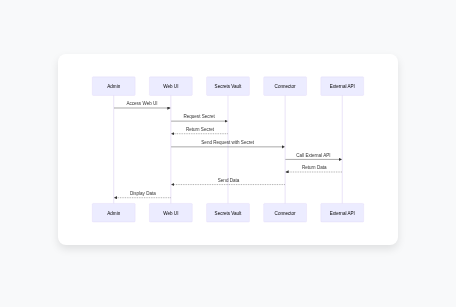 Admin
Web UI
Secrets Vault
Connector
External API
Access Web UI
Request Secret
Return Secret
Send Request with Secret
Call External API
Return Data
Send Data
Display Data
Admin
Web UI
Secrets Vault
Connector
External API